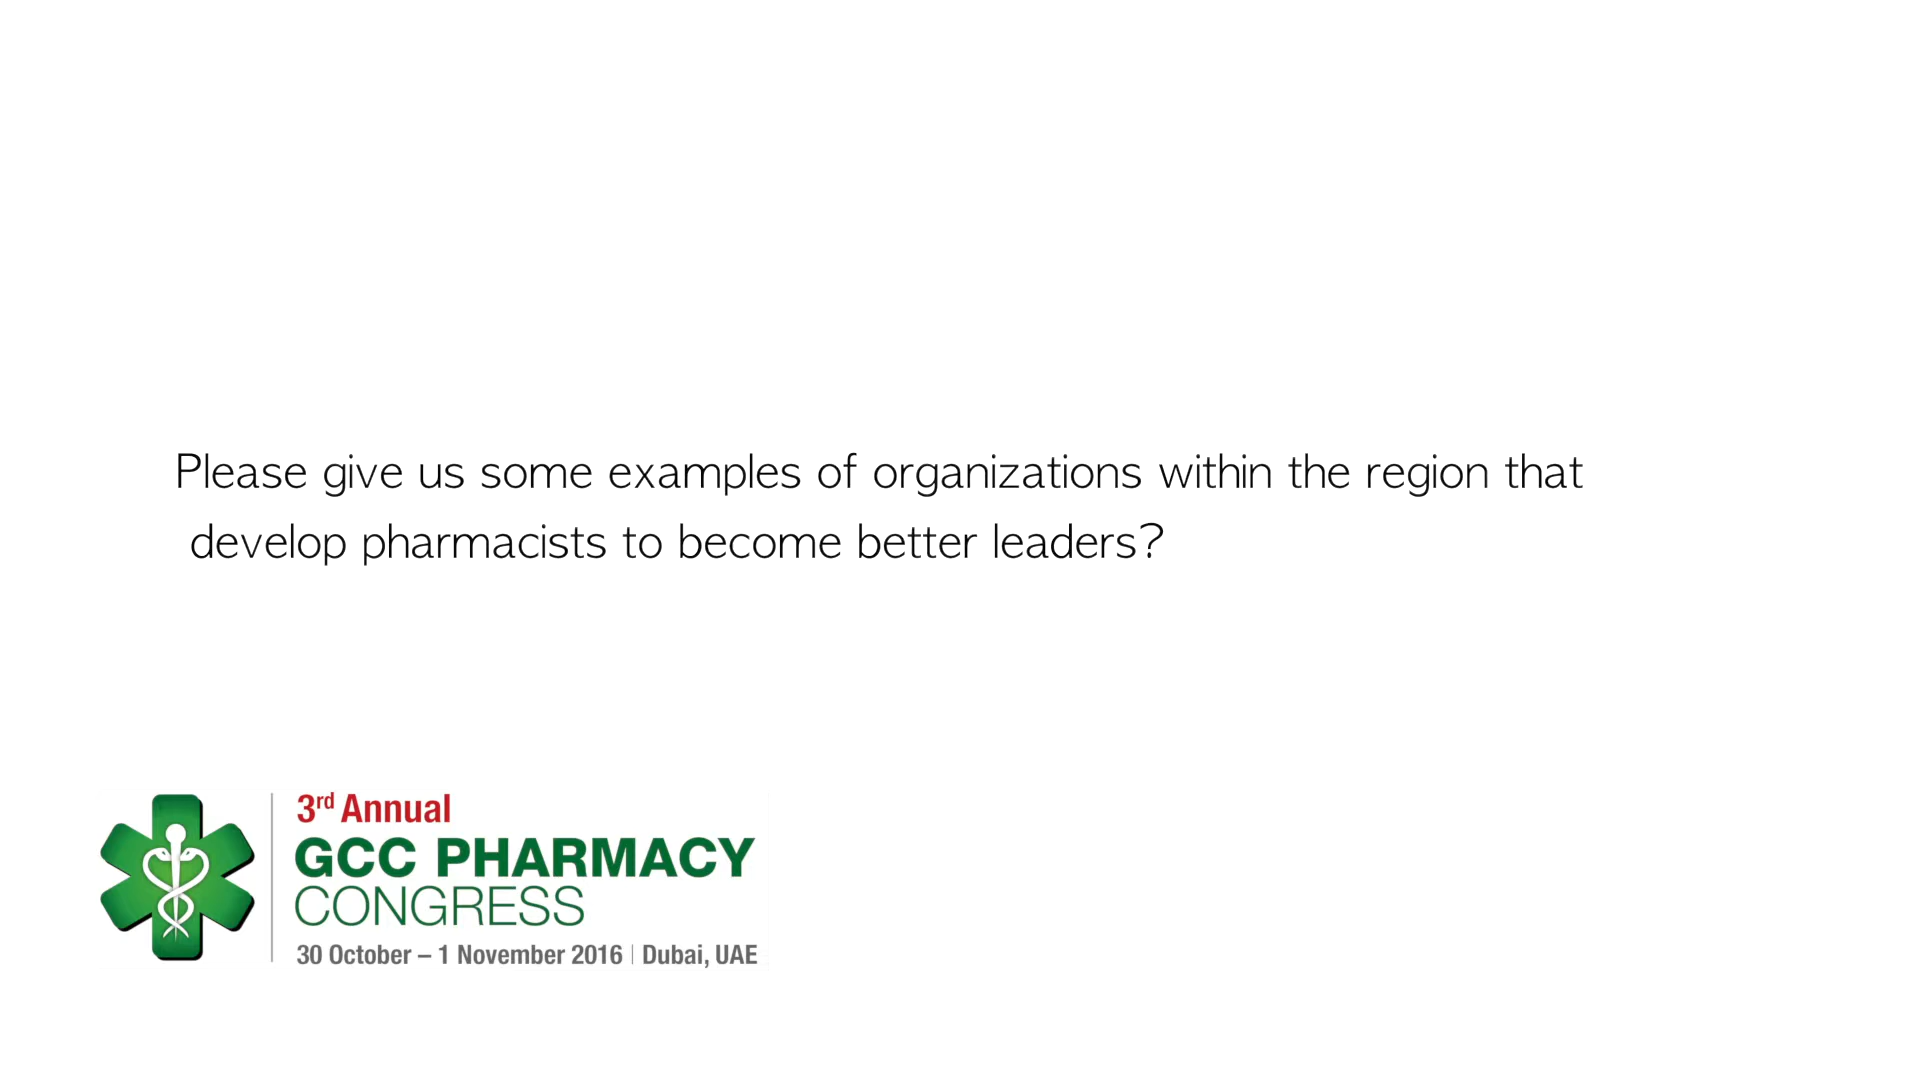 Please give us some examples of organizations within the region that
develop pharmacists to become better leaders?
3rd Annual
GCC PHARMACY
CONGRESS
30 October – 1 November 2016 | Dubai, UAE